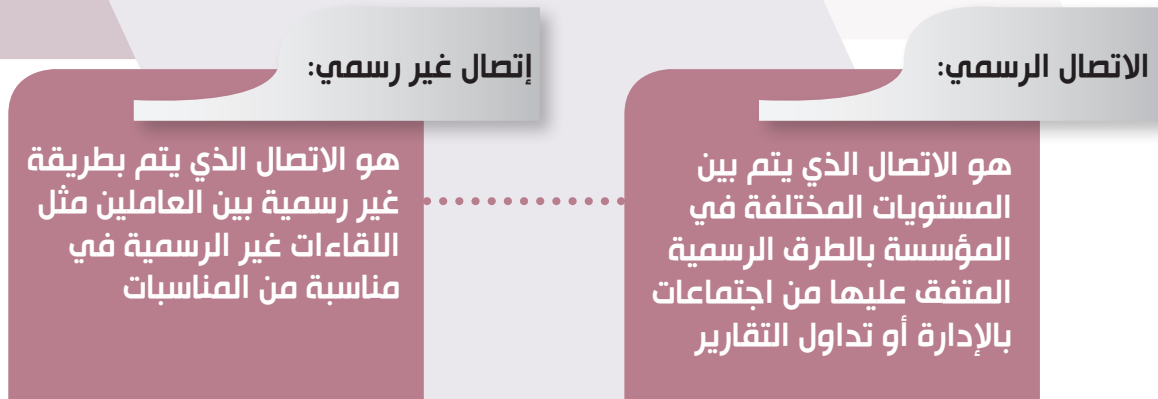 الاتصال الرسمي:
هو الاتصال الذي يتم بين
المستويات المختلفة في
المؤسسة بالطرق الرسمية
المتفق عليها من اجتماعات
بالإدارة أو تداول التقارير
إتصال غير رسمي:
هو الاتصال الذي يتم بطريقة
غير رسمية بين العاملين مثل
اللقاءات غير الرسمية في
مناسبة من المناسبات